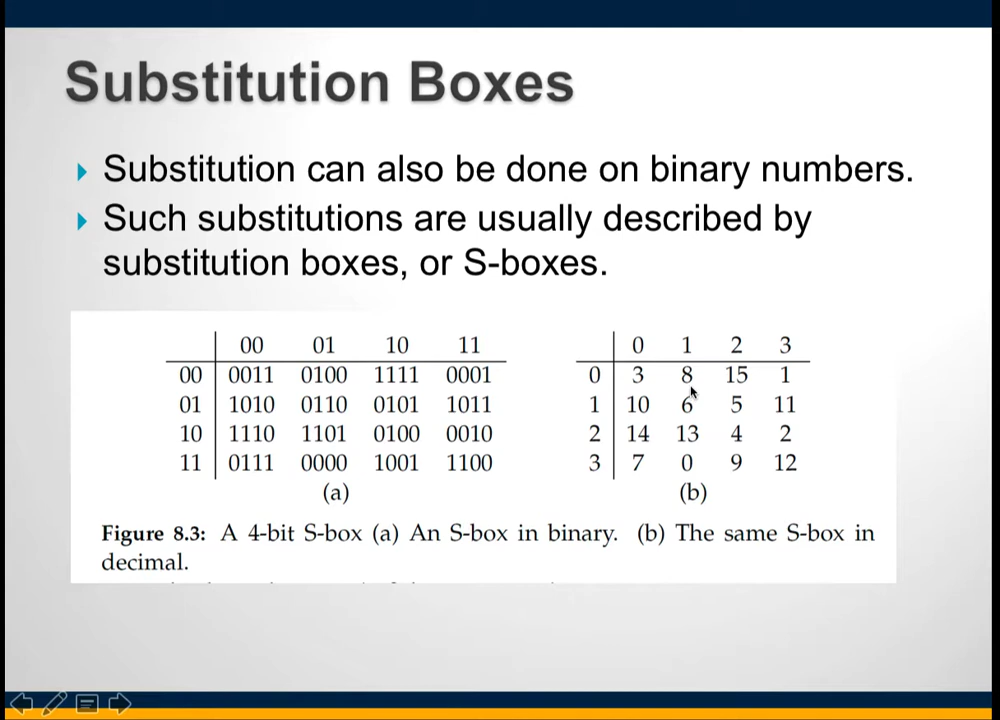 Substitution Boxes
Substitution can also be done on binary numbers.
Such substitutions are usually described by
substitution boxes, or S-boxes.
00 01 10 11
00 0011 0100 1111 0001
01 1010 0110 0101 1011
10 1110 1101 0100 0010
11 0111 0000 1001 1100
(a)
0 1 2 3
0 3 8 15 1
1 10 6 5 11
2 14 13 4 2
3 7 0 9 12
(b)
Figure 8.3: A 4-bit S-box (a) An S-box in binary. (b) The same S-box in
decimal.